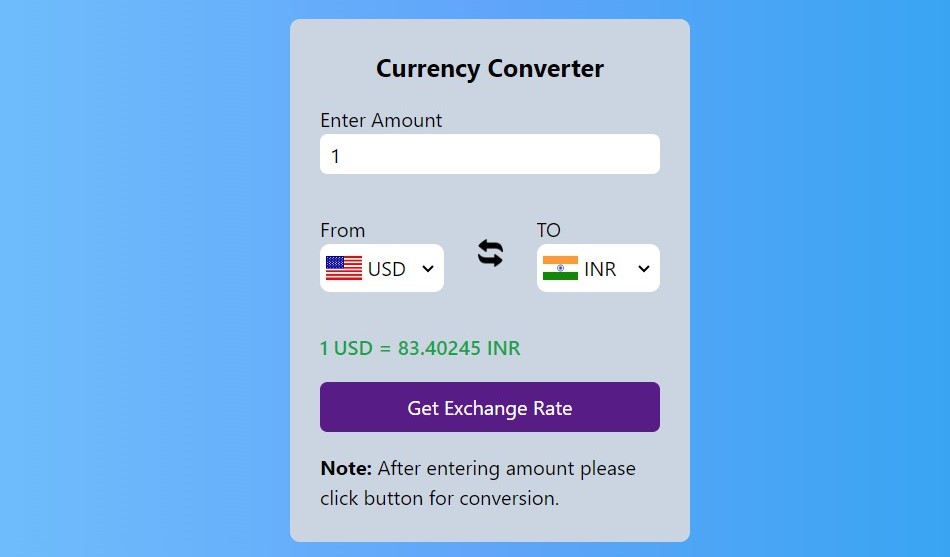 Currency Converter
Enter Amount
1
From
TO
USD
INR
1 USD = 83.40245 INR
Get Exchange Rate
Note: After entering amount please
click button for conversion.